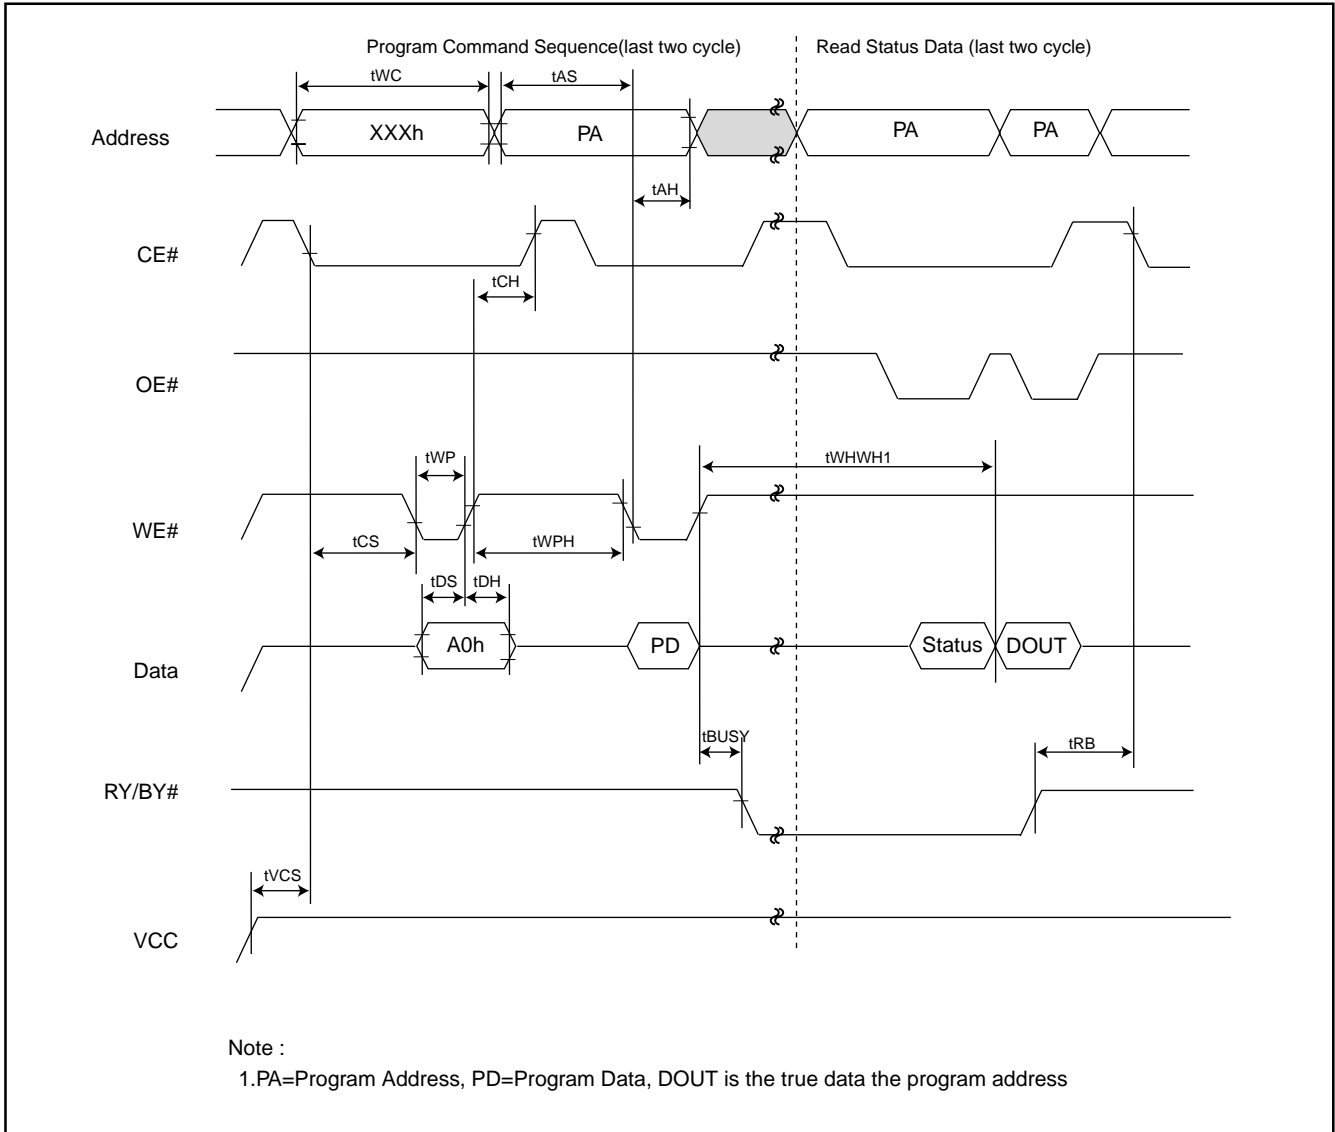 Program Command Sequence(last two cycle) Read Status Data (last two cycle)
tWC tAS
Address XXXh PA PA PA
tAH
CE#
tCH
OE#
tWP tWHWH1
WE#
tCS tWPH
tDS tDH
Data A0h PD Status DOUT
tBUSY tRB
RY/BY#
tVCS
VCC
Note :
1.PA=Program Address, PD=Program Data, DOUT is the true data the program address